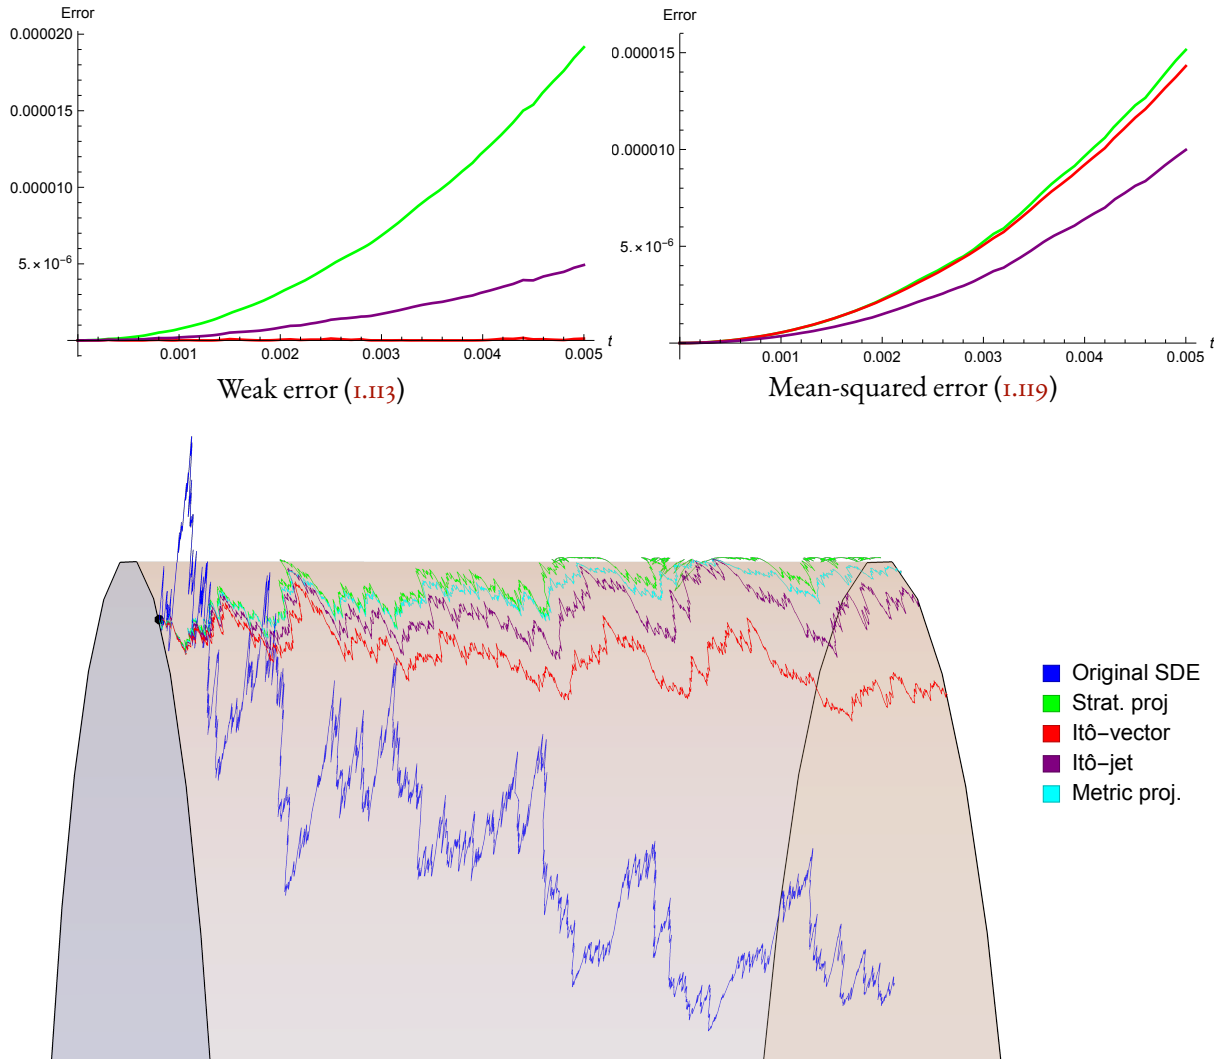 Error
0.000020
0.000015
0.000010
5.×10⁻⁶
0.001 0.002 0.003 0.004 0.005 t
Weak error (1.113)
Error
0.000015
0.000010
5.×10⁻⁶
0.001 0.002 0.003 0.004 0.005 t
Mean-squared error (1.119)
Original SDE
Strat. proj
Itô-vector
Itô-jet
Metric proj.